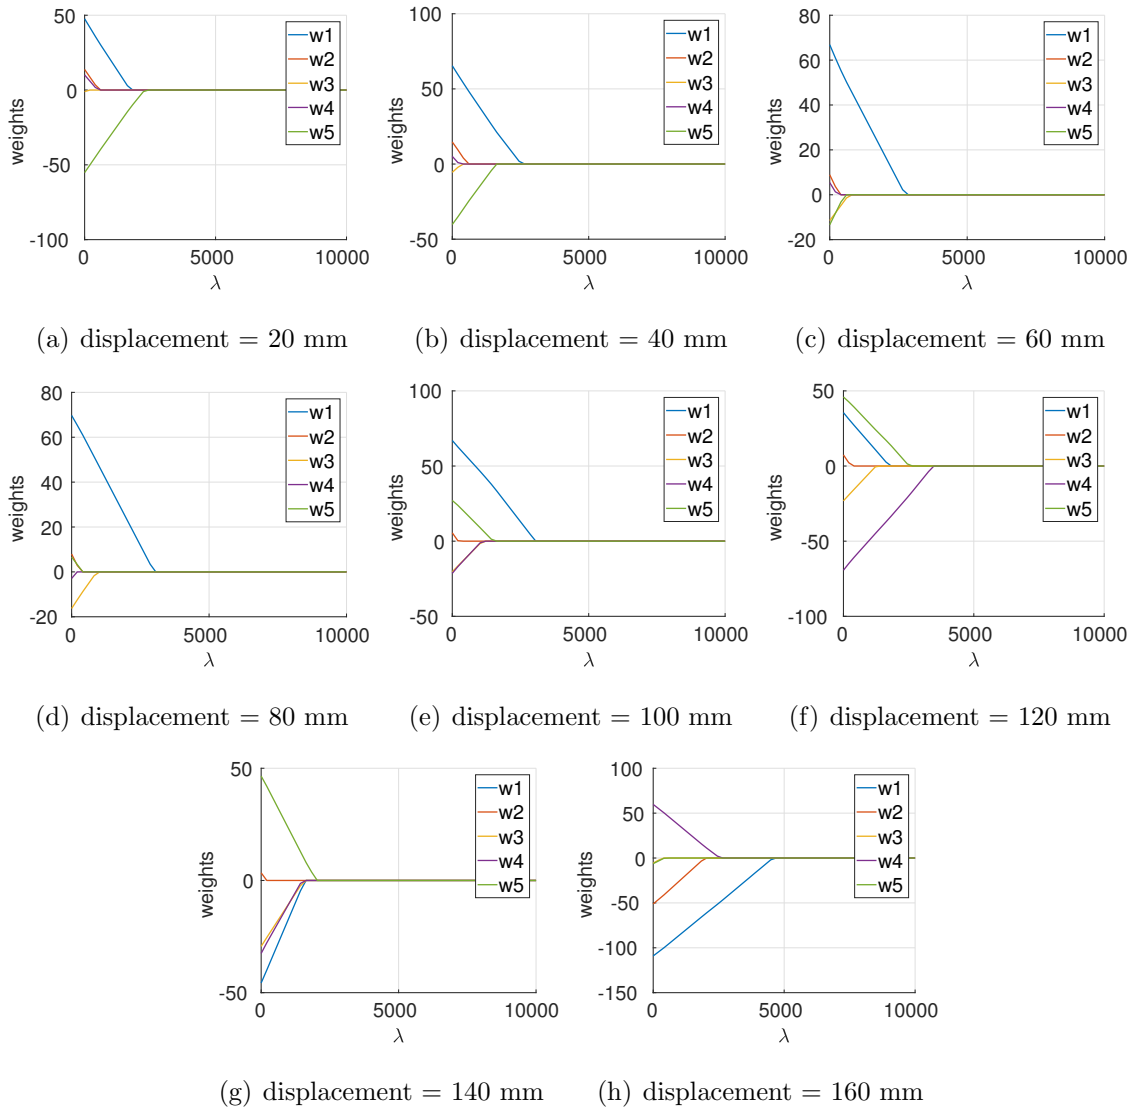 50
0
-50
-100
weights
0
5000
10000
λ
w1
w2
w3
w4
w5
(a) displacement = 20 mm
100
50
0
-50
weights
0
5000
10000
λ
w1
w2
w3
w4
w5
(b) displacement = 40 mm
80
60
40
20
0
-20
weights
0
5000
10000
λ
w1
w2
w3
w4
w5
(c) displacement = 60 mm
80
60
40
20
0
-20
weights
0
5000
10000
λ
w1
w2
w3
w4
w5
(d) displacement = 80 mm
100
50
0
-50
weights
0
5000
10000
λ
w1
w2
w3
w4
w5
(e) displacement = 100 mm
50
0
-50
-100
weights
0
5000
10000
λ
w1
w2
w3
w4
w5
(f) displacement = 120 mm
50
0
-50
weights
0
5000
10000
λ
w1
w2
w3
w4
w5
(g) displacement = 140 mm
100
50
0
-50
-100
-150
weights
0
5000
10000
λ
w1
w2
w3
w4
w5
(h) displacement = 160 mm